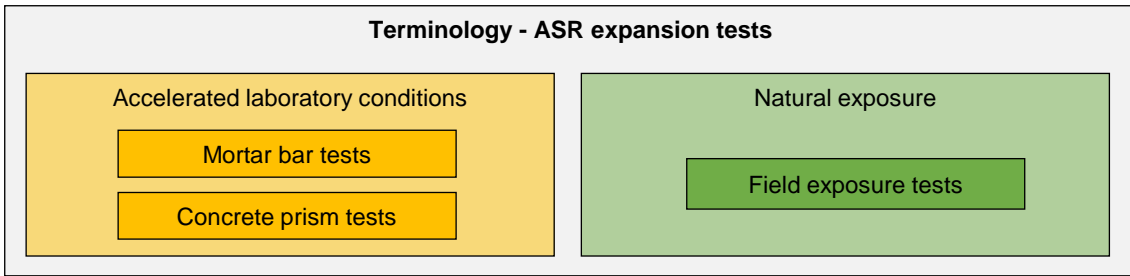 Terminology - ASR expansion tests
Accelerated laboratory conditions
Mortar bar tests
Concrete prism tests
Natural exposure
Field exposure tests